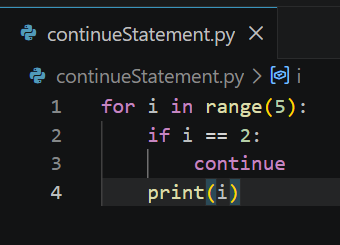 continueStatement.py ×
continueStatement.py > i
1 for i in range(5):
2     if i == 2:
3         continue
4     print(i)